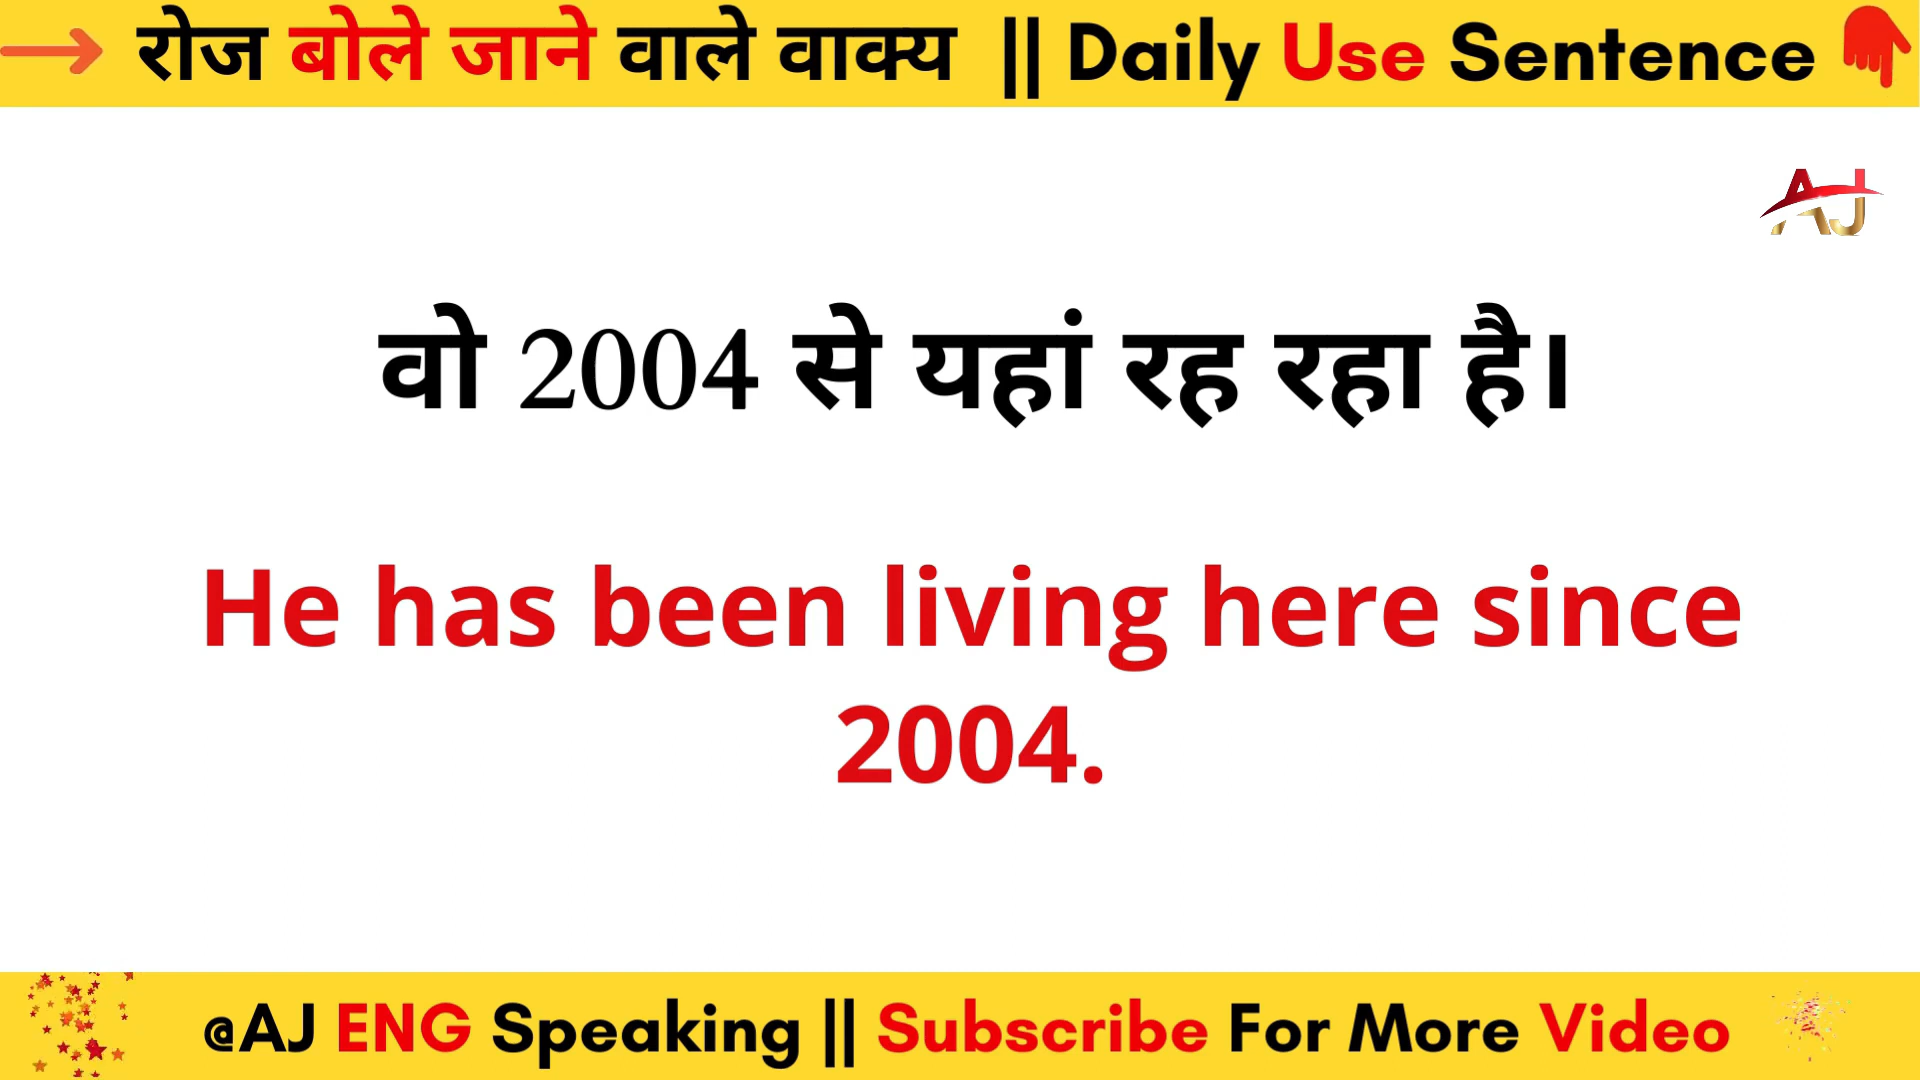 रोज बोले जाने वाले वाक्य || Daily Use Sentence
AJ
वो 2004 से यहां रह रहा है।
He has been living here since
2004.
@AJ ENG Speaking || Subscribe For More Video